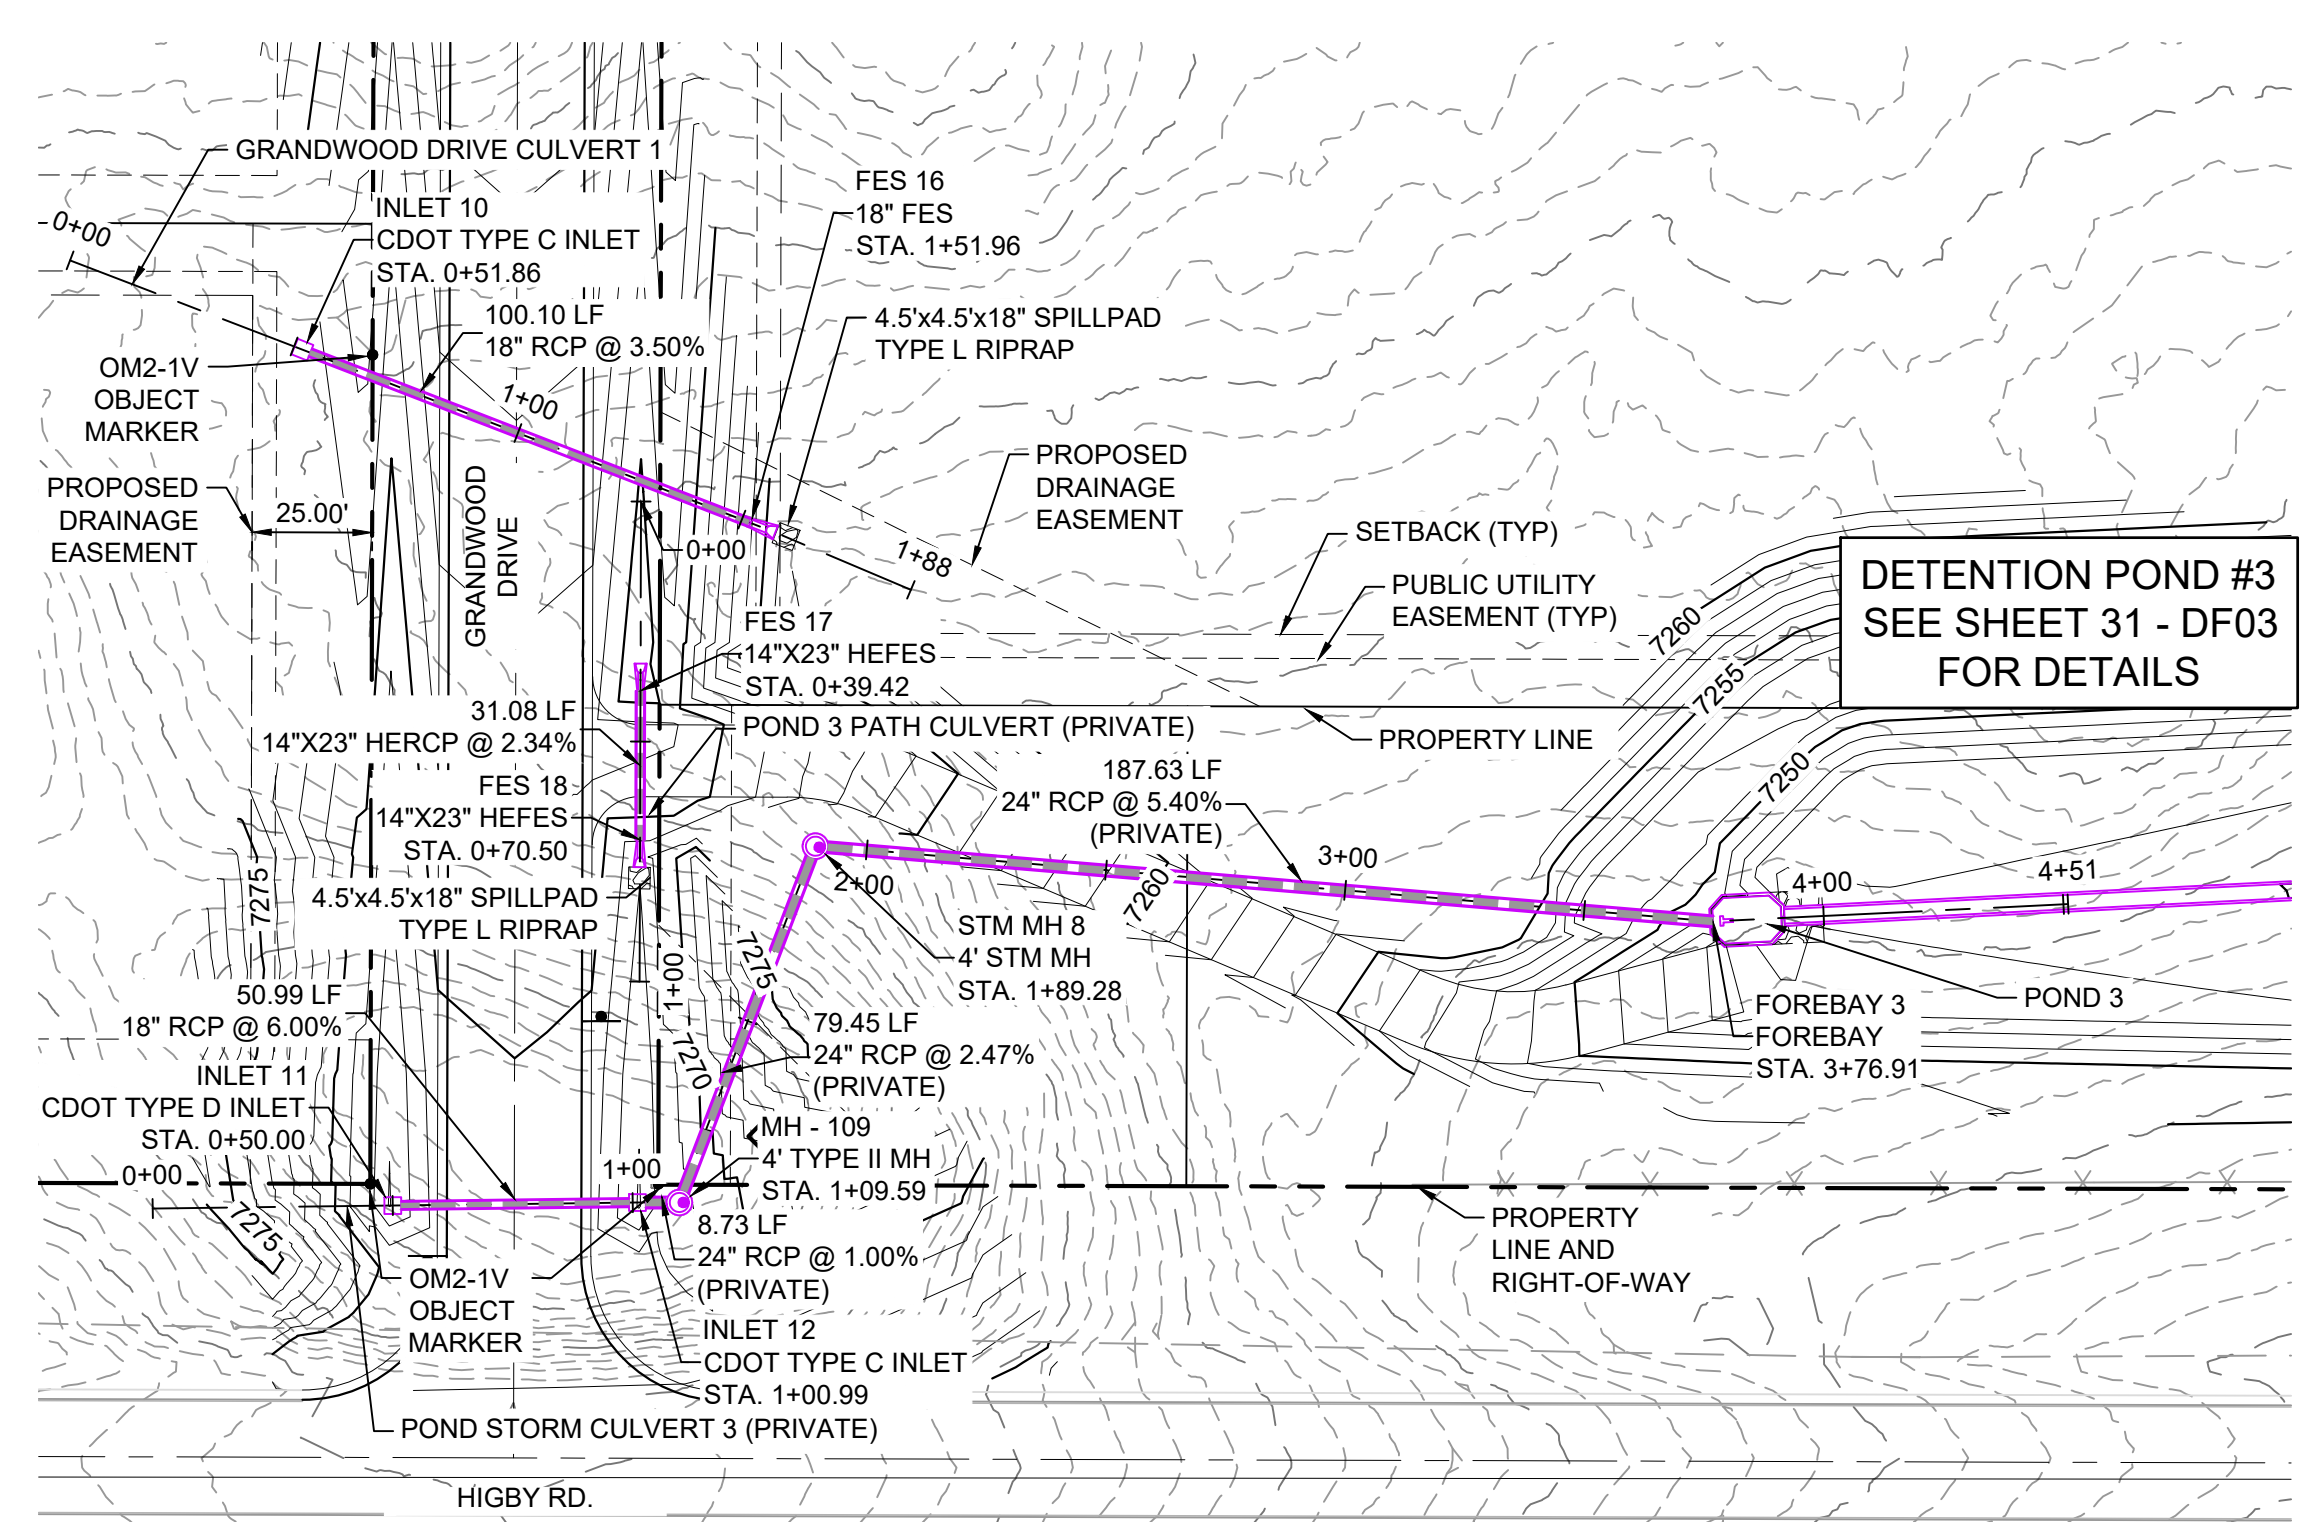 GRANDWOOD DRIVE CULVERT 1
0+00
INLET 10
CDOT TYPE C INLET
STA. 0+51.86
FES 16
18" FES
STA. 1+51.96
100.10 LF
18" RCP @ 3.50%
4.5'x4.5'x18" SPILLPAD
TYPE L RIPRAP
OM2-1V
OBJECT
MARKER
1+00
PROPOSED
DRAINAGE
EASEMENT
25.00'
GRANDWOOD
DRIVE
0+00
1+88
PROPOSED
DRAINAGE
EASEMENT
SETBACK (TYP)
PUBLIC UTILITY
EASEMENT (TYP)
7260
7255
7250
DETENTION POND #3
SEE SHEET 31 - DF03
FOR DETAILS
FES 17
14"X23" HEFES
STA. 0+39.42
31.08 LF
14"X23" HERCP @ 2.34%
POND 3 PATH CULVERT (PRIVATE)
PROPERTY LINE
FES 18
14"X23" HEFES
STA. 0+70.50
187.63 LF
24" RCP @ 5.40%
(PRIVATE)
3+00
2+00
7260
4+00
4+51
4.5'x4.5'x18" SPILLPAD
TYPE L RIPRAP
7275
1+00
7275
7270
STM MH 8
4' STM MH
STA. 1+89.28
50.99 LF
18" RCP @ 6.00%
79.45 LF
24" RCP @ 2.47%
(PRIVATE)
FOREBAY 3
FOREBAY
STA. 3+76.91
POND 3
INLET 11
CDOT TYPE D INLET
STA. 0+50.00
0+00
1+00
MH - 109
4' TYPE II MH
STA. 1+09.59
7275
8.73 LF
24" RCP @ 1.00%
(PRIVATE)
PROPERTY
LINE AND
RIGHT-OF-WAY
OM2-1V
OBJECT
MARKER
INLET 12
CDOT TYPE C INLET
STA. 1+00.99
POND STORM CULVERT 3 (PRIVATE)
HIGBY RD.